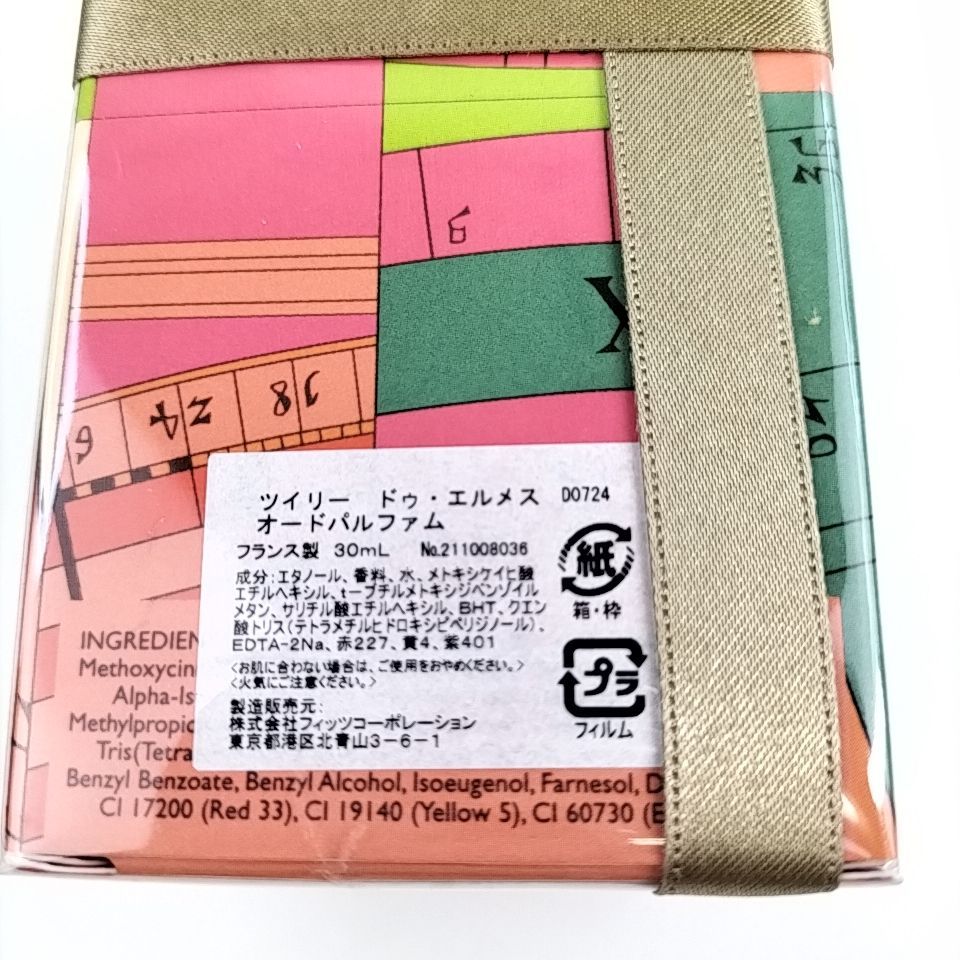 6
X
18
24
6
ツイリー ドゥ・エルメス D0724
オードパルファム
フランス製 30mL No.211008036
成分:エタノール、香料、水、メトキシケイヒ酸
エチルヘキシル、t-ブチルメトキシジベンゾイル
メタン、サリチル酸エチルヘキシル、BHT、クエン
酸トリス(テトラメチルヒドロキシピペリジノール)、
EDTA-2Na、赤227、黄4、紫401
<お肌に合わない場合は、ご使用をおやめください。>
<火気にご注意ください。>
製造販売元:
株式会社フィッツコーポレーション
東京都港区北青山3-6-1
紙
箱・枠
プラ
フィルム
INGREDIEN
Methoxycin
Alpha-Is
Methylpropic
Tris(Tetra
Benzyl Benzoate, Benzyl Alcohol, Isoeugenol, Farnesol, D
CI 17200 (Red 33), CI 19140 (Yellow 5), CI 60730 (E